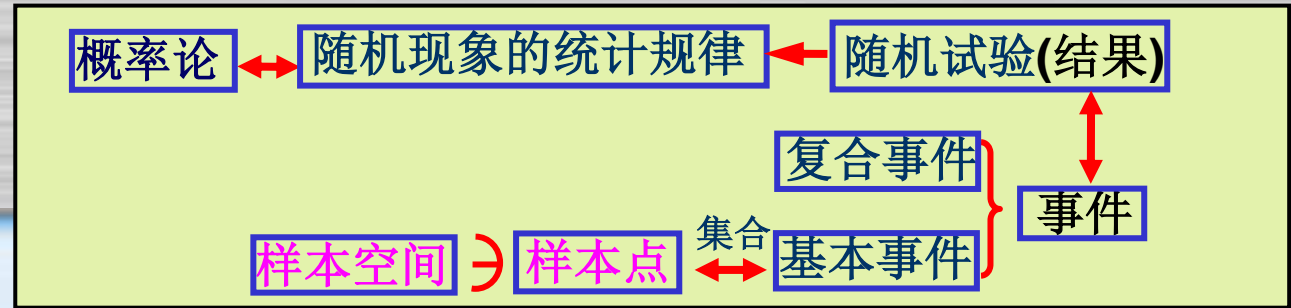 概率论 随机现象的统计规律 随机试验(结果)
复合事件
事件
集合
样本空间 样本点 基本事件